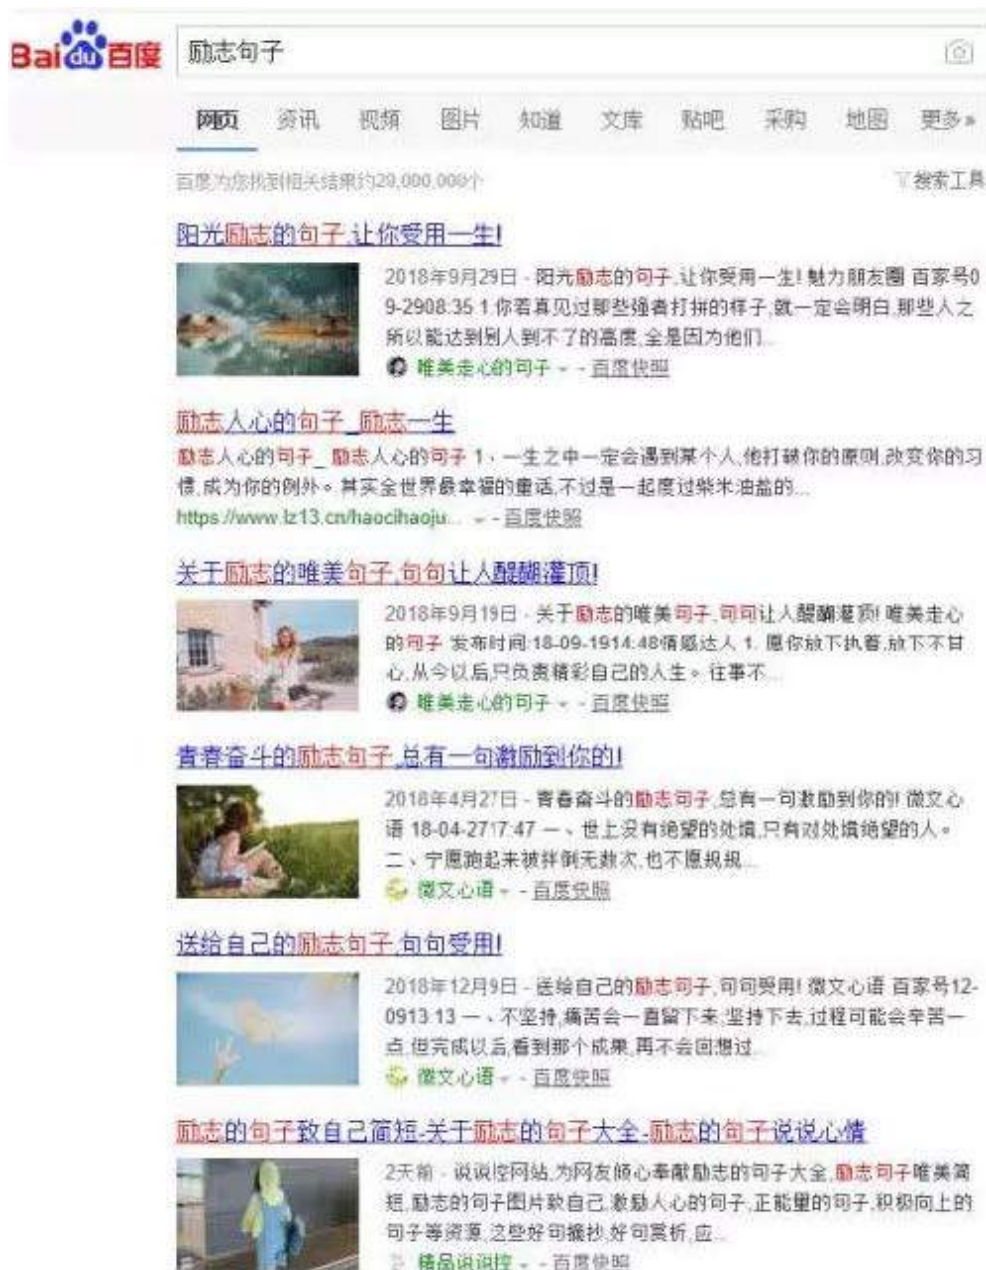 Bai du 百度
励志句子
网页 资讯 视频 图片 知道 文库 贴吧 采购 地图 更多»
百度为您找到相关结果约29,000,000个
搜索工具
阳光励志的句子,让你受用一生!
2018年9月29日 - 阳光励志的句子,让你受用一生! 魅力朋友圈 百家号0
9-2908:35 1 你若真见过那些强者打拼的样子,就一定会明白,那些人之
所以能达到别人到不了的高度,全是因为他们...
唯美走心的句子 - 百度快照
励志人心的句子_励志一生
励志人心的句子_ 励志人心的句子 1、一生之中一定会遇到某个人,他打破你的原则,改变你的习
惯,成为你的例外。其实全世界最幸福的童话,不过是一起度过柴米油盐的...
https://www.lz13.cn/haocihaoju... - 百度快照
关于励志的唯美句子,句句让人醍醐灌顶!
2018年9月19日 - 关于励志的唯美句子,句句让人醍醐灌顶! 唯美走心
的句子 发布时间:18-09-1914:48情感达人 1. 愿你放下执着,放下不甘
心,从今以后,只负责精彩自己的人生。往事不...
唯美走心的句子 - 百度快照
青春奋斗的励志句子,总有一句激励到你的!
2018年4月27日 - 青春奋斗的励志句子,总有一句激励到你的! 微文心
语 18-04-2717:47 一、世上没有绝望的处境,只有对处境绝望的人。
二、宁愿跑起来被拌倒无数次,也不愿规规...
微文心语 - 百度快照
送给自己的励志句子,句句受用!
2018年12月9日 - 送给自己的励志句子,句句受用! 微文心语 百家号12-
0913:13 一、不坚持,痛苦会一直留下来,坚持下去,过程可能会辛苦一
点,但完成以后,看到那个成果,再不会回想过...
微文心语 - 百度快照
励志的句子致自己简短-关于励志的句子大全-励志的句子说说心情
2天前 - 说说控网站,为网友倾心奉献励志的句子大全,励志句子唯美简
短,励志的句子图片致自己,激励人心的句子,正能量的句子,积极向上的
句子等资源,这些好句摘抄,好句赏析,应...
精品说说控 - 百度快照